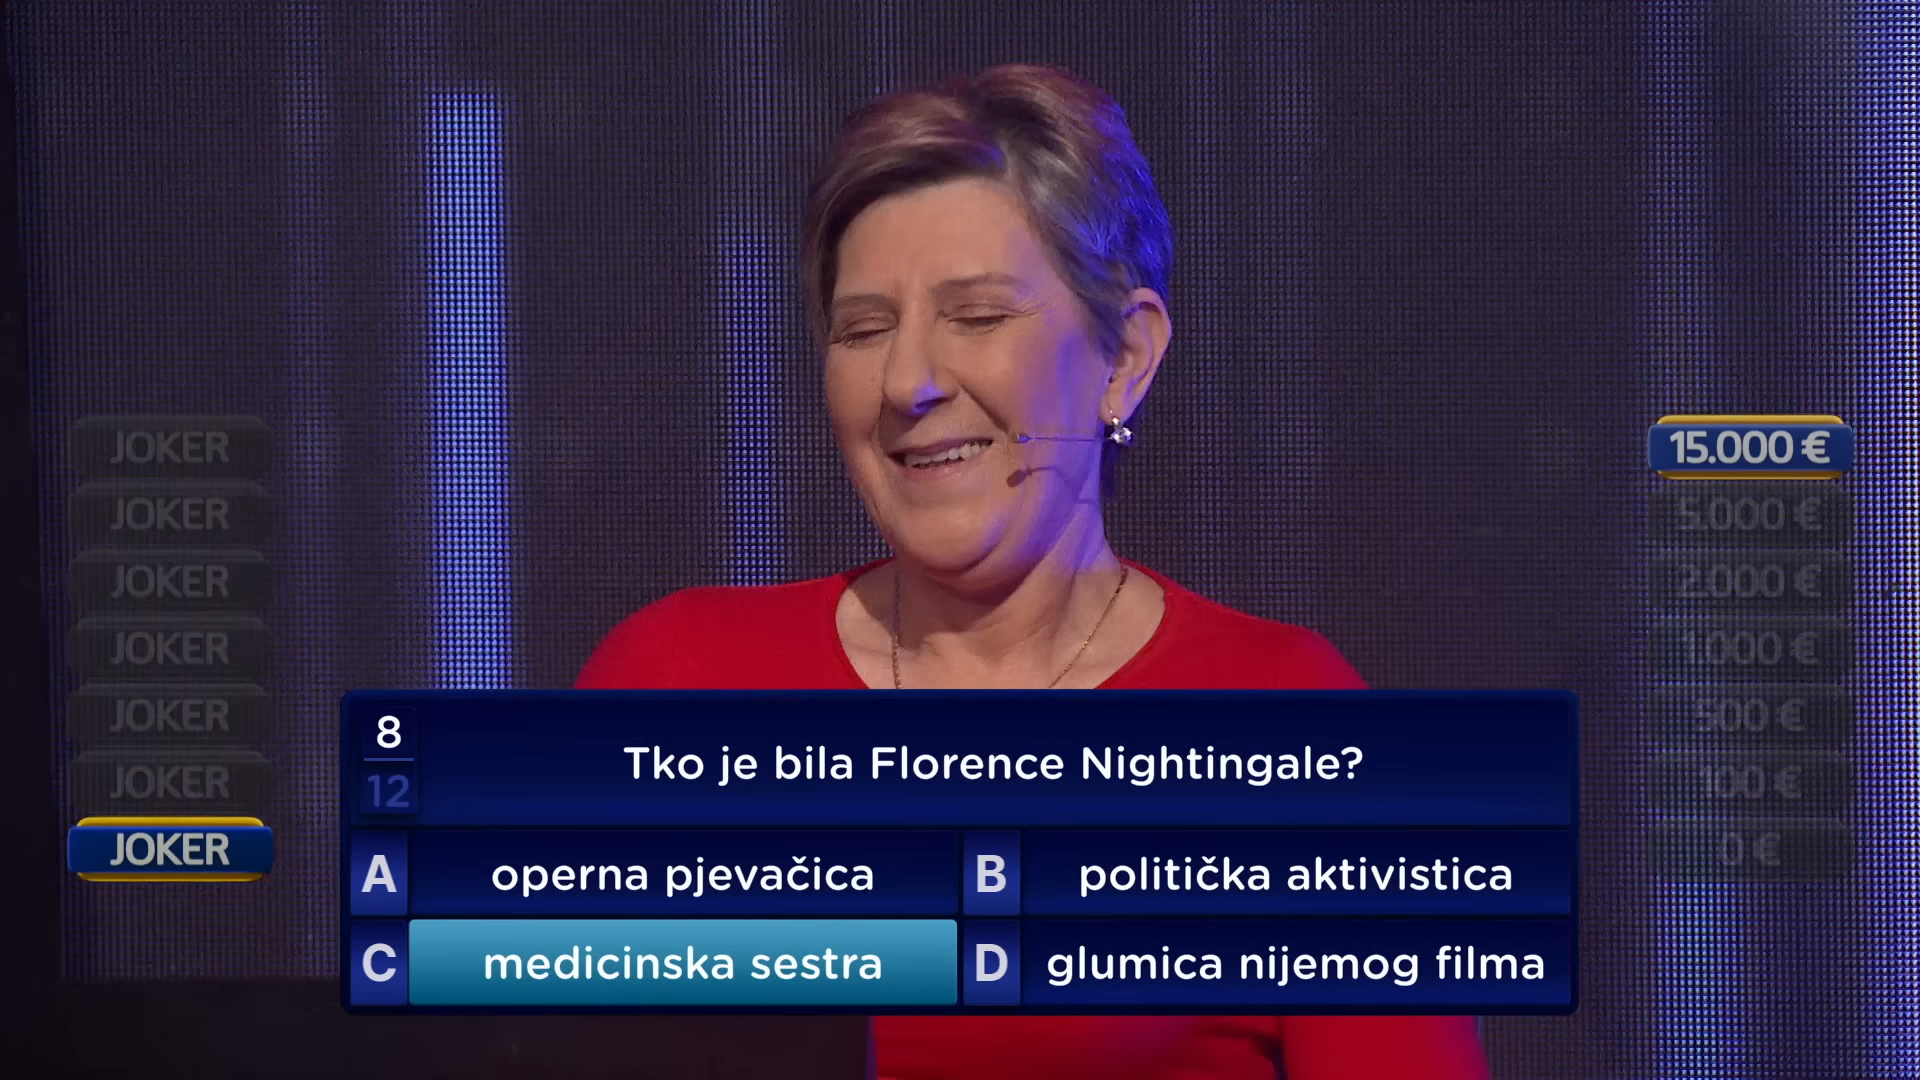 JOKER
JOKER
JOKER
JOKER
JOKER
JOKER
JOKER
15.000 €
5.000 €
2.000 €
1.000 €
500 €
100 €
0 €
8
12
Tko je bila Florence Nightingale?
A operna pjevačica
B politička aktivistica
C medicinska sestra
D glumica nijemog filma